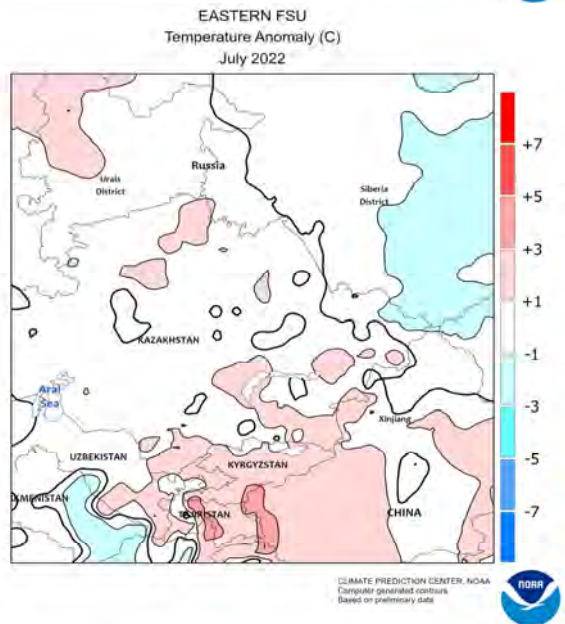 EASTERN FSU
Temperature Anomaly (C)
July 2022
Russia
Urals
District
Siberia
District
KAZAKHSTAN
Aral
Sea
Xinjiang
UZBEKISTAN
KYRGYZSTAN
KMENISTAN
CHINA
+7
+5
+3
+1
-1
-3
-5
-7
CLIMATE PREDICTION CENTER, NOAA
Computer generated contours
Based on preliminary data
NOAA